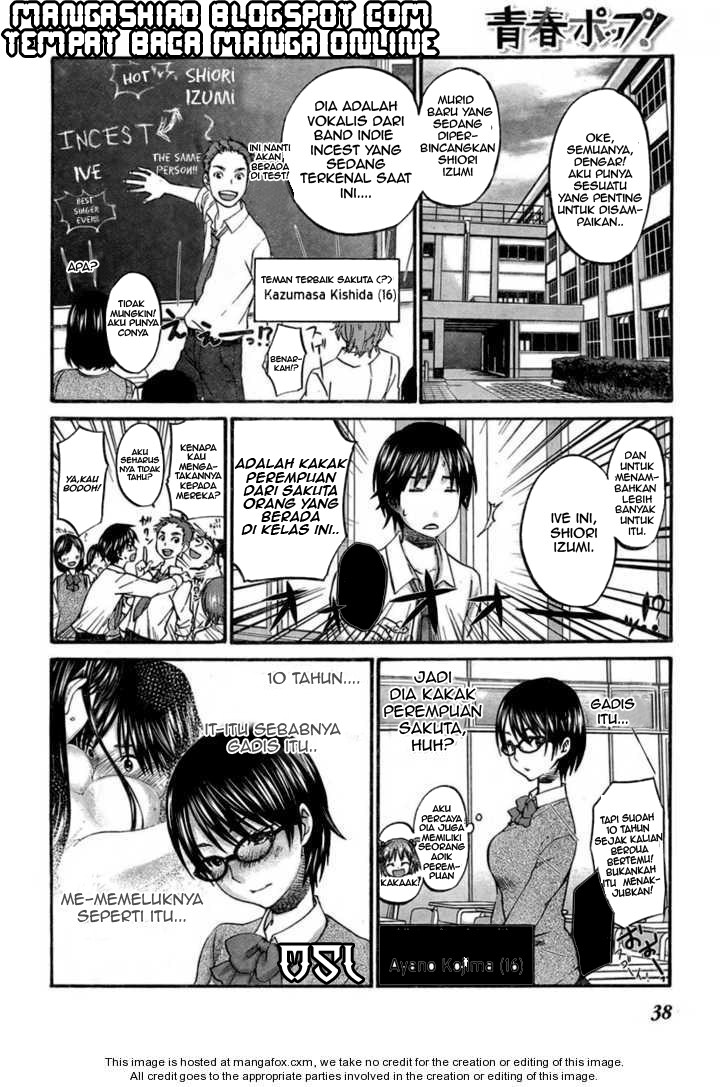 MANGASHIRO BLOGSPOT COM
TEMPAT BACA MANGA ONLINE
青春ポップ!
OKE,
SEMUANYA,
DENGAR!
AKU PUNYA
SESUATU
YANG PENTING
UNTUK DISAM-
PAIKAN..
MURID
BARU YANG
SEDANG
DIPER-
BINCANGKAN
SHIORI
IZUMI
DIA ADALAH
VOKALIS DARI
BAND INDIE
INCEST YANG
SEDANG
TERKENAL SAAT
INI....
INI NANTI
AKAN
BERADA
DI TEST!
HOT
SHIORI
IZUMI
INCEST
IVE
THE SAME
PERSON!!
BEST
SINGER
EVER!!!
TEMAN TERBAIK SAKUTA (?)
Kazumasa Kishida (16)
APA?
TIDAK
MUNGKIN!
AKU PUNYA
CDNYA
BENAR-
KAH!?
DAN
UNTUK
MENAM-
BAHKAN
LEBIH
BANYAK
UNTUK
IT.
IVE INI,
SHIORI
IZUMI.
ADALAH KAKAK
PEREMPUAN
DARI SAKUTA
ORANG YANG
BERADA
DI KELAS INI..
KENAPA
KAU
MENGA-
TAKANNYA
KEPADA
MEREKA?
AKU
SEHARUS
NYA TIDAK
TAHU?
YA,KAU
BODOH!
GADIS
ITU...
JADI
DIA KAKAK
PEREMPUAN
SAKUTA,
HUH?
TAPI SUDAH
10 TAHUN
SEJAK KALIAN
BERDUA
BERTEMU!
BUKANKAH
ITU MENAK-
JUBKAN!
AKU
PERCAYA
DIA JUGA
MEMILIKI
SEORANG
ADIK
PEREM-
PUAN
KAKAAK!
Ayano Kojima (16)
10 TAHUN....
IT-ITU SEBABNYA
GADIS ITU..
ME-MEMELUKNYA
SEPERTI ITU...
MSL
38
This image is hosted at mangafox.cxm, we take no credit for the creation or editing of this image.
All credit goes to the appropriate parties involved in the creation and editing of this image.